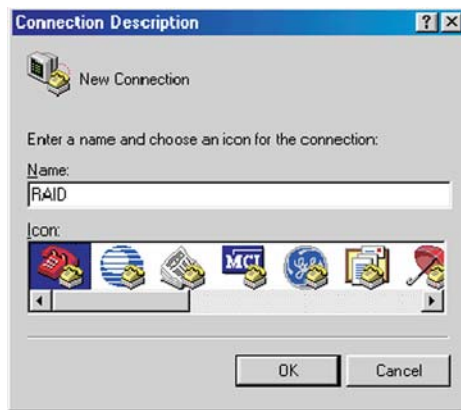 Connection Description
New Connection
Enter a name and choose an icon for the connection:
Name:
RAID
Icon:
MCI
OK
Cancel